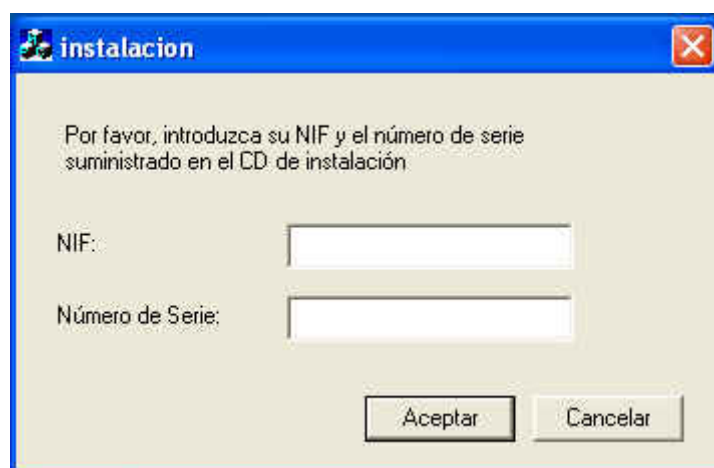 instalacion
Por favor, introduzca su NIF y el número de serie
suministrado en el CD de instalación
NIF:
Número de Serie:
Aceptar Cancelar